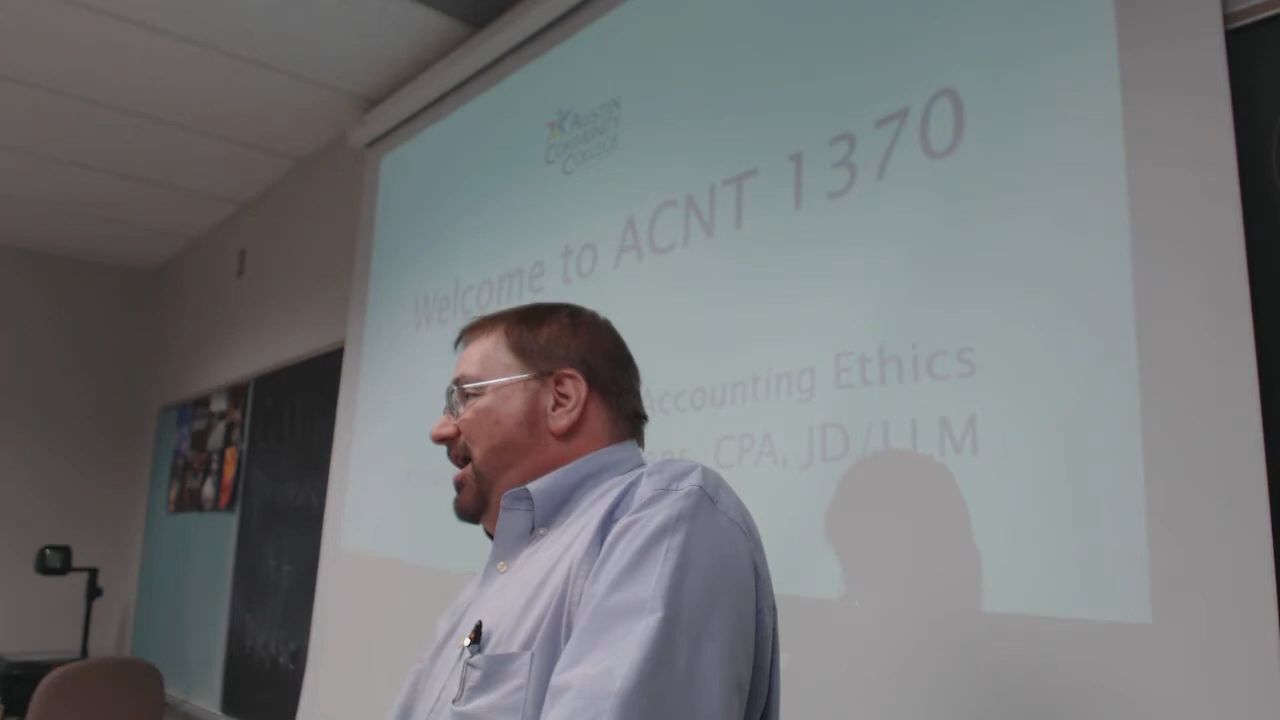 AUSTIN
COMMUNITY
COLLEGE
Welcome to ACNT 1370
Accounting Ethics
CPA, JD/LLM